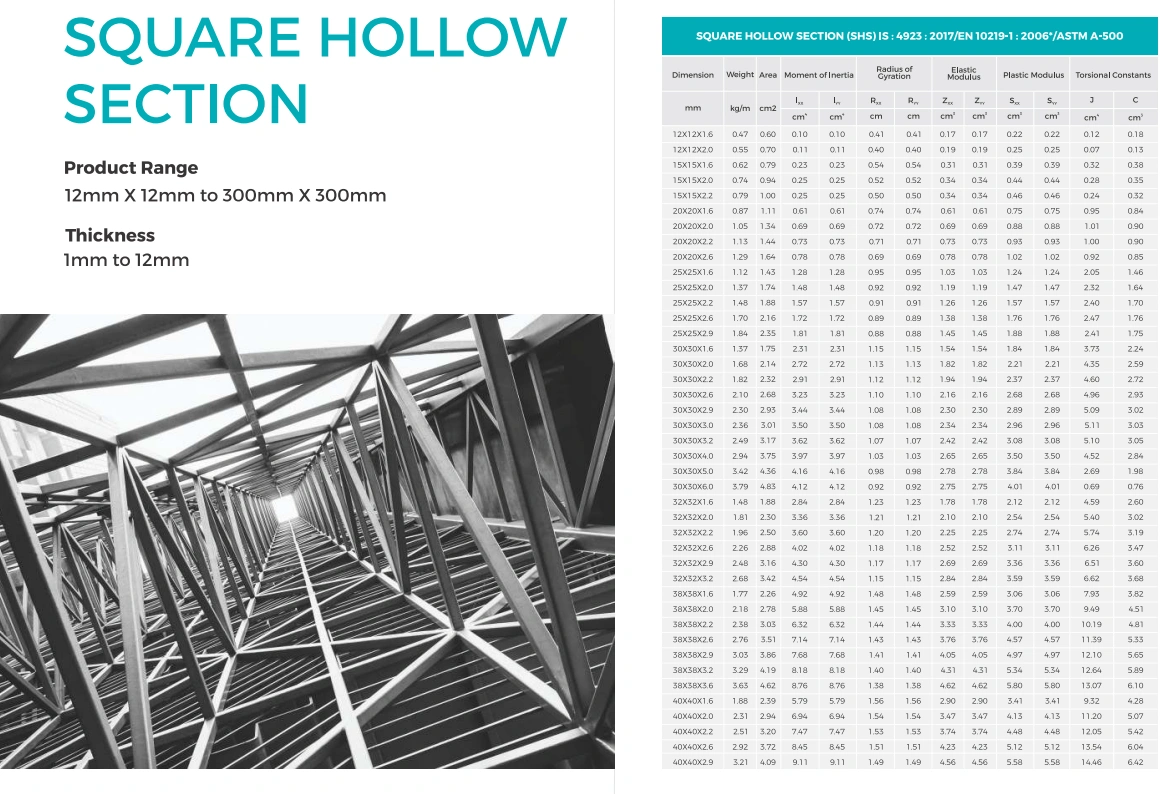 SQUARE HOLLOW
SECTION
Product Range
12mm X 12mm to 300mm X 300mm
Thickness
1mm to 12mm
SQUARE HOLLOW SECTION (SHS) IS : 4923 : 2017/EN 10219-1 : 2006*/ASTM A-500
Dimension Weight Area Moment of Inertia Radius of Gyration Elastic Modulus Plastic Modulus Torsional Constants
mm kg/m cm2 Ixx Iyy Rxx Ryy Zxx Zyy Sxx Syy J C
cm⁴ cm⁴ cm cm cm³ cm³ cm³ cm³ cm⁴ cm³
12X12X1.6 0.47 0.60 0.10 0.10 0.41 0.41 0.17 0.17 0.22 0.22 0.12 0.18
12X12X2.0 0.55 0.70 0.11 0.11 0.40 0.40 0.19 0.19 0.25 0.25 0.07 0.13
15X15X1.6 0.62 0.79 0.23 0.23 0.54 0.54 0.31 0.31 0.39 0.39 0.32 0.38
15X15X2.0 0.74 0.94 0.25 0.25 0.52 0.52 0.34 0.34 0.44 0.44 0.28 0.35
15X15X2.2 0.79 1.00 0.25 0.25 0.50 0.50 0.34 0.34 0.46 0.46 0.24 0.32
20X20X1.6 0.87 1.11 0.61 0.61 0.74 0.74 0.61 0.61 0.75 0.75 0.95 0.84
20X20X2.0 1.05 1.34 0.69 0.69 0.72 0.72 0.69 0.69 0.88 0.88 1.01 0.90
20X20X2.2 1.13 1.44 0.73 0.73 0.71 0.71 0.73 0.73 0.93 0.93 1.00 0.90
20X20X2.6 1.29 1.64 0.78 0.78 0.69 0.69 0.78 0.78 1.02 1.02 0.92 0.85
25X25X1.6 1.12 1.43 1.28 1.28 0.95 0.95 1.03 1.03 1.24 1.24 2.05 1.46
25X25X2.0 1.37 1.74 1.48 1.48 0.92 0.92 1.19 1.19 1.47 1.47 2.32 1.64
25X25X2.2 1.48 1.88 1.57 1.57 0.91 0.91 1.26 1.26 1.57 1.57 2.40 1.70
25X25X2.6 1.70 2.16 1.72 1.72 0.89 0.89 1.38 1.38 1.76 1.76 2.47 1.76
25X25X2.9 1.84 2.35 1.81 1.81 0.88 0.88 1.45 1.45 1.88 1.88 2.41 1.75
30X30X1.6 1.37 1.75 2.31 2.31 1.15 1.15 1.54 1.54 1.84 1.84 3.73 2.24
30X30X2.0 1.68 2.14 2.72 2.72 1.13 1.13 1.82 1.82 2.21 2.21 4.35 2.59
30X30X2.2 1.82 2.32 2.91 2.91 1.12 1.12 1.94 1.94 2.37 2.37 4.60 2.72
30X30X2.6 2.10 2.68 3.23 3.23 1.10 1.10 2.16 2.16 2.68 2.68 4.96 2.93
30X30X2.9 2.30 2.93 3.44 3.44 1.08 1.08 2.30 2.30 2.89 2.89 5.09 3.02
30X30X3.0 2.36 3.01 3.50 3.50 1.08 1.08 2.34 2.34 2.96 2.96 5.11 3.03
30X30X3.2 2.49 3.17 3.62 3.62 1.07 1.07 2.42 2.42 3.08 3.08 5.10 3.05
30X30X4.0 2.94 3.75 3.97 3.97 1.03 1.03 2.65 2.65 3.50 3.50 4.52 2.84
30X30X5.0 3.42 4.36 4.16 4.16 0.98 0.98 2.78 2.78 3.84 3.84 2.69 1.98
30X30X6.0 3.79 4.83 4.12 4.12 0.92 0.92 2.75 2.75 4.01 4.01 0.69 0.76
32X32X1.6 1.48 1.88 2.84 2.84 1.23 1.23 1.78 1.78 2.12 2.12 4.59 2.60
32X32X2.0 1.81 2.30 3.36 3.36 1.21 1.21 2.10 2.10 2.54 2.54 5.40 3.02
32X32X2.2 1.96 2.50 3.60 3.60 1.20 1.20 2.25 2.25 2.74 2.74 5.74 3.19
32X32X2.6 2.26 2.88 4.02 4.02 1.18 1.18 2.52 2.52 3.11 3.11 6.26 3.47
32X32X2.9 2.48 3.16 4.30 4.30 1.17 1.17 2.69 2.69 3.36 3.36 6.51 3.60
32X32X3.2 2.68 3.42 4.54 4.54 1.15 1.15 2.84 2.84 3.59 3.59 6.62 3.68
38X38X1.6 1.77 2.26 4.92 4.92 1.48 1.48 2.59 2.59 3.06 3.06 7.93 3.82
38X38X2.0 2.18 2.78 5.88 5.88 1.45 1.45 3.10 3.10 3.70 3.70 9.49 4.51
38X38X2.2 2.38 3.03 6.32 6.32 1.44 1.44 3.33 3.33 4.00 4.00 10.19 4.81
38X38X2.6 2.76 3.51 7.14 7.14 1.43 1.43 3.76 3.76 4.57 4.57 11.39 5.33
38X38X2.9 3.03 3.86 7.68 7.68 1.41 1.41 4.05 4.05 4.97 4.97 12.10 5.65
38X38X3.2 3.29 4.19 8.18 8.18 1.40 1.40 4.31 4.31 5.34 5.34 12.64 5.89
38X38X3.6 3.63 4.62 8.76 8.76 1.38 1.38 4.62 4.62 5.80 5.80 13.07 6.10
40X40X1.6 1.88 2.39 5.79 5.79 1.56 1.56 2.90 2.90 3.41 3.41 9.32 4.28
40X40X2.0 2.31 2.94 6.94 6.94 1.54 1.54 3.47 3.47 4.13 4.13 11.20 5.07
40X40X2.2 2.51 3.20 7.47 7.47 1.53 1.53 3.74 3.74 4.48 4.48 12.05 5.42
40X40X2.6 2.92 3.72 8.45 8.45 1.51 1.51 4.23 4.23 5.12 5.12 13.54 6.04
40X40X2.9 3.21 4.09 9.11 9.11 1.49 1.49 4.56 4.56 5.58 5.58 14.46 6.42